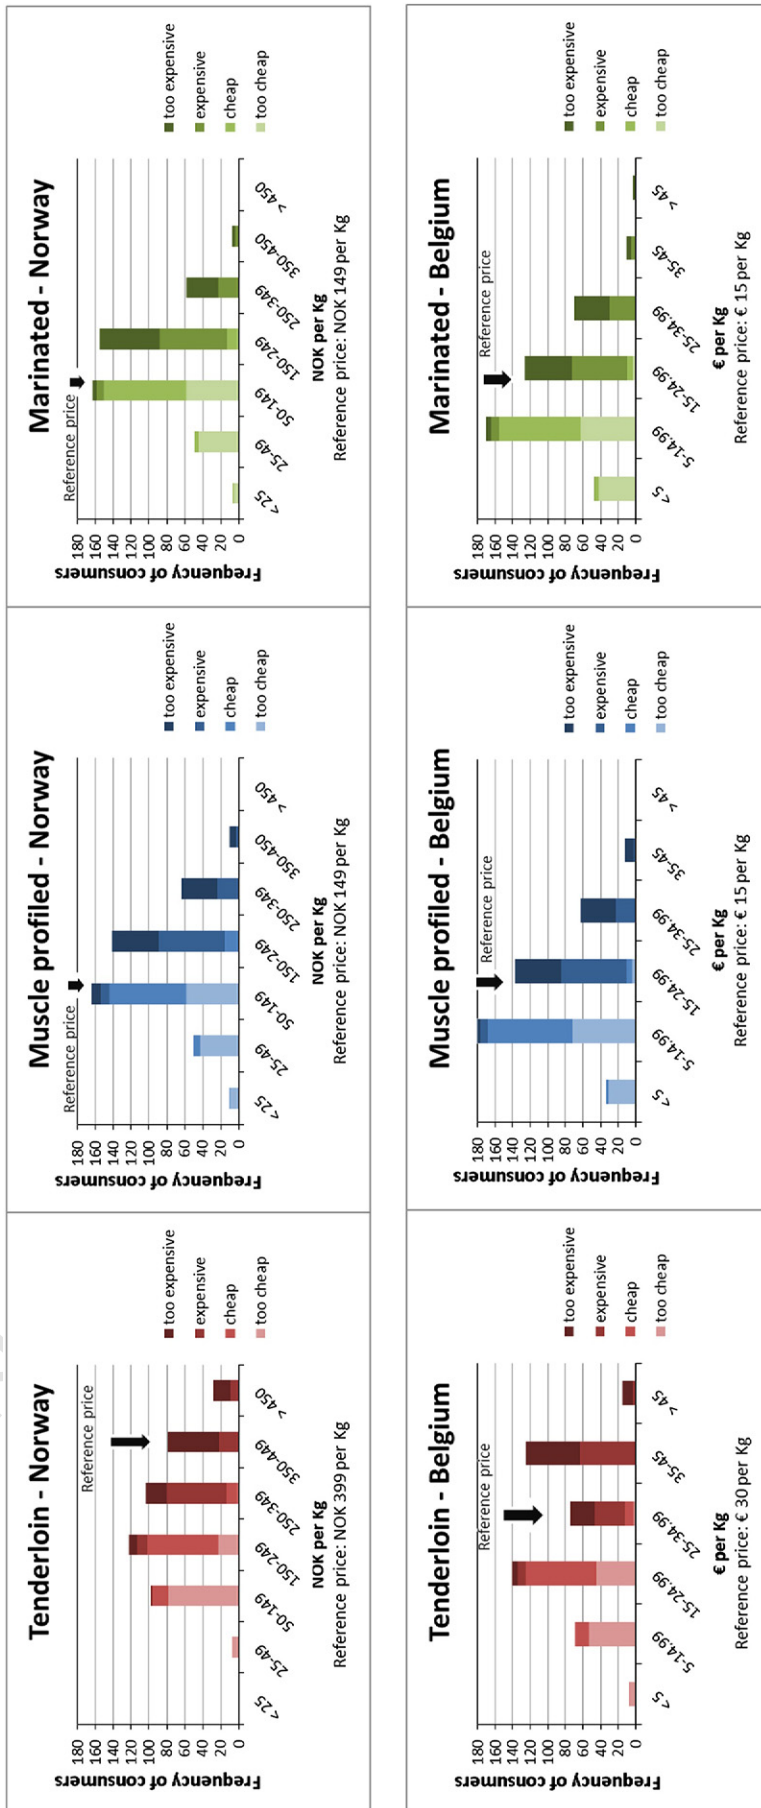 Tenderloin - Norway
Reference price
Frequency of consumers
180
160
140
120
100
80
60
40
20
0
too expensive
expensive
cheap
too cheap
< 25
25-49
50-149
150-249
250-349
350-449
>450
NOK per Kg
Reference price: NOK 399 per Kg
Muscle profiled - Norway
Reference price
Frequency of consumers
180
160
140
120
100
80
60
40
20
0
too expensive
expensive
cheap
too cheap
< 25
25-49
50-149
150-249
250-349
350-450
>450
NOK per Kg
Reference price: NOK 149 per Kg
Marinated - Norway
Reference price
Frequency of consumers
180
160
140
120
100
80
60
40
20
0
too expensive
expensive
cheap
too cheap
< 25
25-49
50-149
150-249
250-349
350-450
>450
NOK per Kg
Reference price: NOK 149 per Kg
Tenderloin - Belgium
Reference price
Frequency of consumers
180
160
140
120
100
80
60
40
20
0
too expensive
expensive
cheap
too cheap
< 5
5-14,99
15-24,99
25-34,99
35-45
>45
€ per Kg
Reference price: € 30 per Kg
Muscle profiled - Belgium
Reference price
Frequency of consumers
180
160
140
120
100
80
60
40
20
0
too expensive
expensive
cheap
too cheap
< 5
5-14,99
15-24,99
25-34,99
35-45
>45
€ per Kg
Reference price: € 15 per Kg
Marinated - Belgium
Reference price
Frequency of consumers
180
160
140
120
100
80
60
40
20
0
too expensive
expensive
cheap
too cheap
< 5
5-14,99
15-24,99
25-34,99
35-45
>45
€ per Kg
Reference price: € 15 per Kg